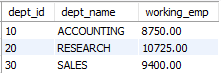 dept_id dept_name working_emp
10 ACCOUNTING 8750.00
20 RESEARCH 10725.00
30 SALES 9400.00